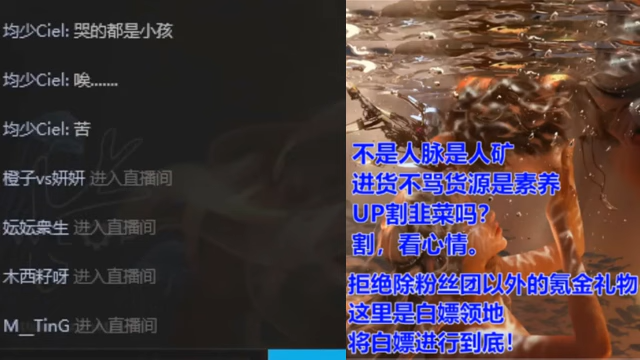 均少Ciel: 哭的都是小孩
均少Ciel: 唉.......
均少Ciel: 苦
橙子vs妍妍 进入直播间
妘妘衆生 进入直播间
木西籽呀 进入直播间
M__TinG 进入直播间
不是人脉是人矿
进货不骂货源是素养
UP割韭菜吗？
割，看心情。
拒绝除粉丝团以外的氪金礼物
这里是白嫖领地
将白嫖进行到底！